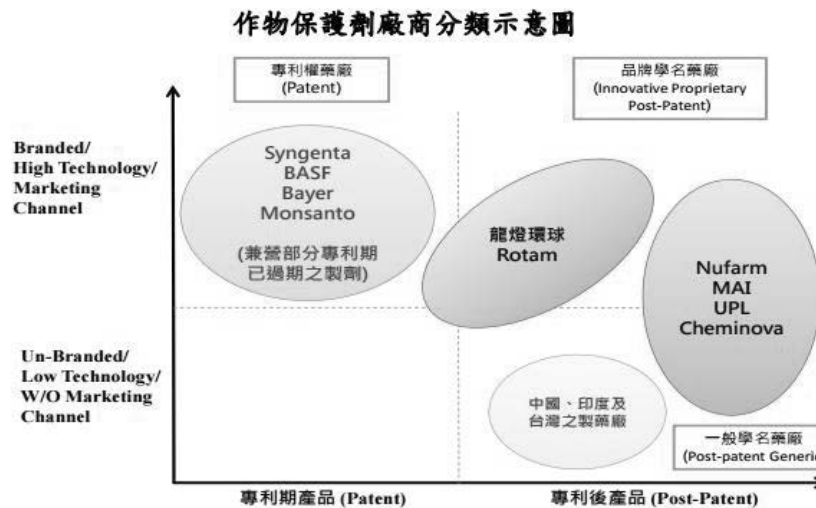 作物保護劑廠商分類示意圖
專利權藥廠
(Patent)
品牌學名藥廠
(Innovative Proprietary
Post-Patent)
Branded/
High Technology/
Marketing
Channel
Syngenta
BASF
Bayer
Monsanto
(兼營部分專利期
已過期之製劑)
龍燈環球
Rotam
Nufarm
MAI
UPL
Cheminova
Un-Branded/
Low Technology/
W/O Marketing
Channel
中國、印度及
台灣之製藥廠
一般學名藥廠
(Post-patent Generic
專利期產品 (Patent)
專利後產品 (Post-Patent)